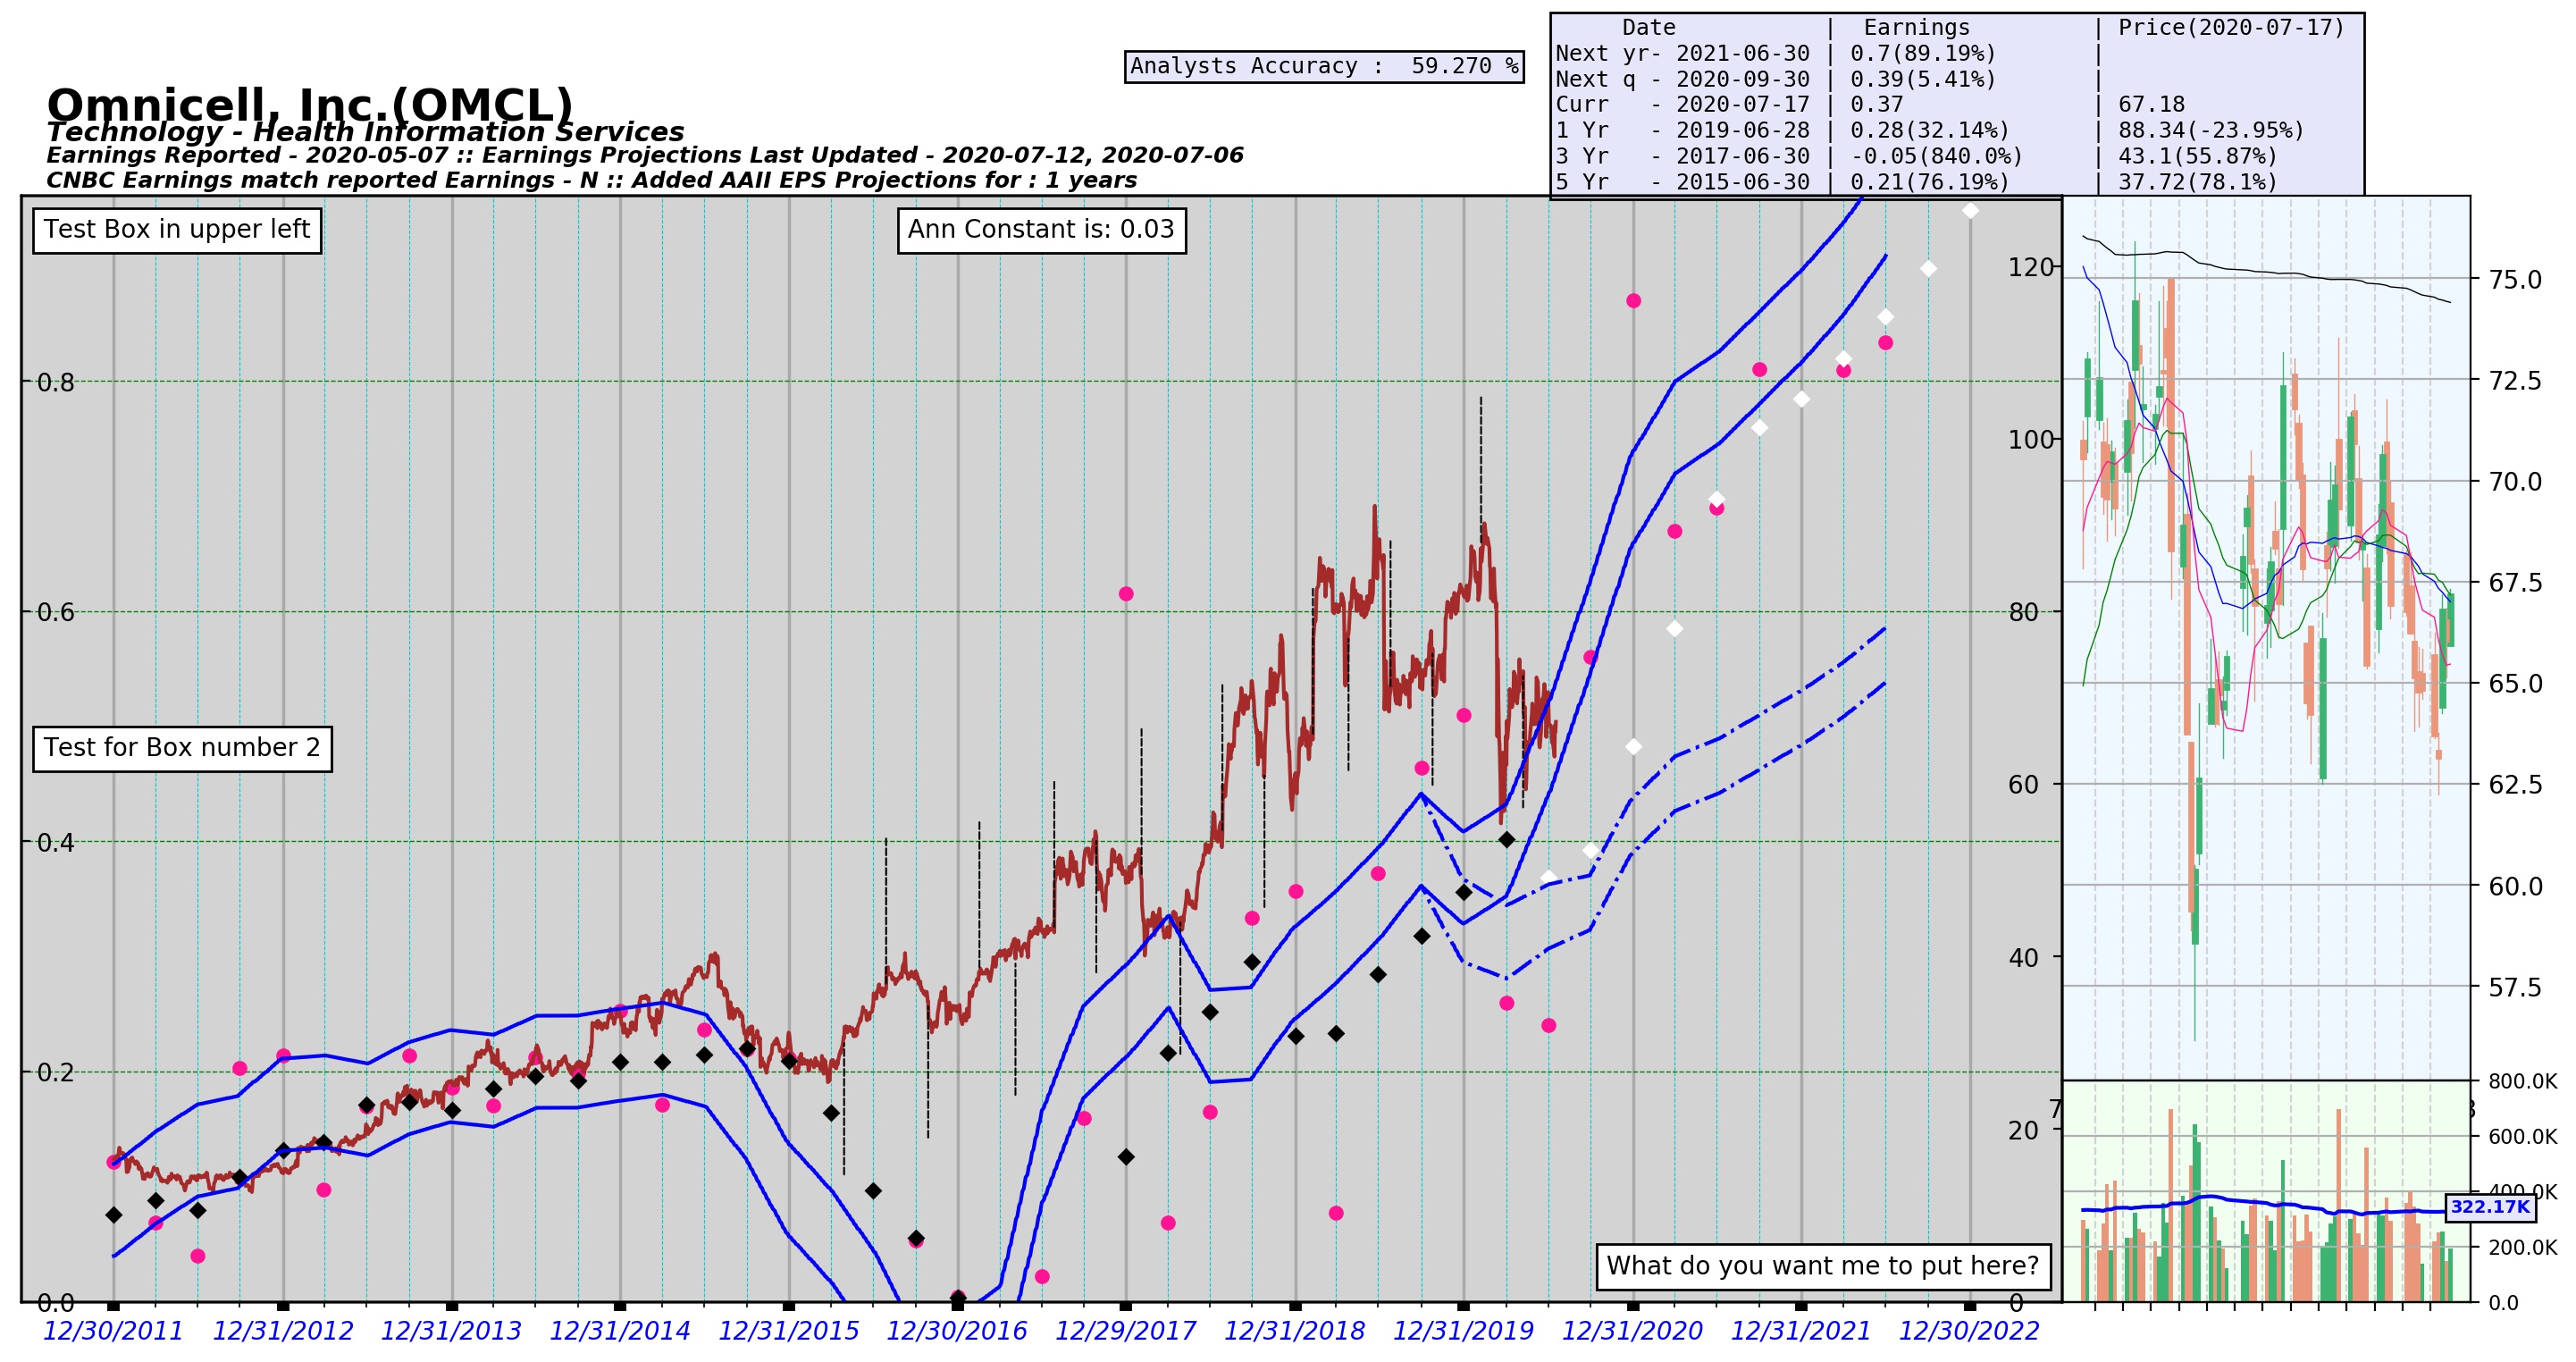 Date | Earnings | Price(2020-07-17)
Next yr- 2021-06-30 | 0.7(89.19%) |
Next q - 2020-09-30 | 0.39(5.41%) |
Curr - 2020-07-17 | 0.37 | 67.18
1 Yr - 2019-06-28 | 0.28(32.14%) | 88.34(-23.95%)
3 Yr - 2017-06-30 | -0.05(840.0%) | 43.1(55.87%)
5 Yr - 2015-06-30 | 0.21(76.19%) | 37.72(78.1%)
Analysts Accuracy : 59.270 %
Omnicell, Inc.(OMCL)
Technology - Health Information Services
Earnings Reported - 2020-05-07 :: Earnings Projections Last Updated - 2020-07-12, 2020-07-06
CNBC Earnings match reported Earnings - N :: Added AAII EPS Projections for : 1 years
Test Box in upper left
Ann Constant is: 0.03
Test for Box number 2
What do you want me to put here?
0.8
0.6
0.4
0.2
0.0
120
100
80
60
40
20
0
75.0
72.5
70.0
67.5
65.0
62.5
60.0
57.5
7
3
800.0K
600.0K
400.0K
322.17K
200.0K
0.0
12/30/2011 12/31/2012 12/31/2013 12/31/2014 12/31/2015 12/30/2016 12/29/2017 12/31/2018 12/31/2019 12/31/2020 12/31/2021 12/30/2022